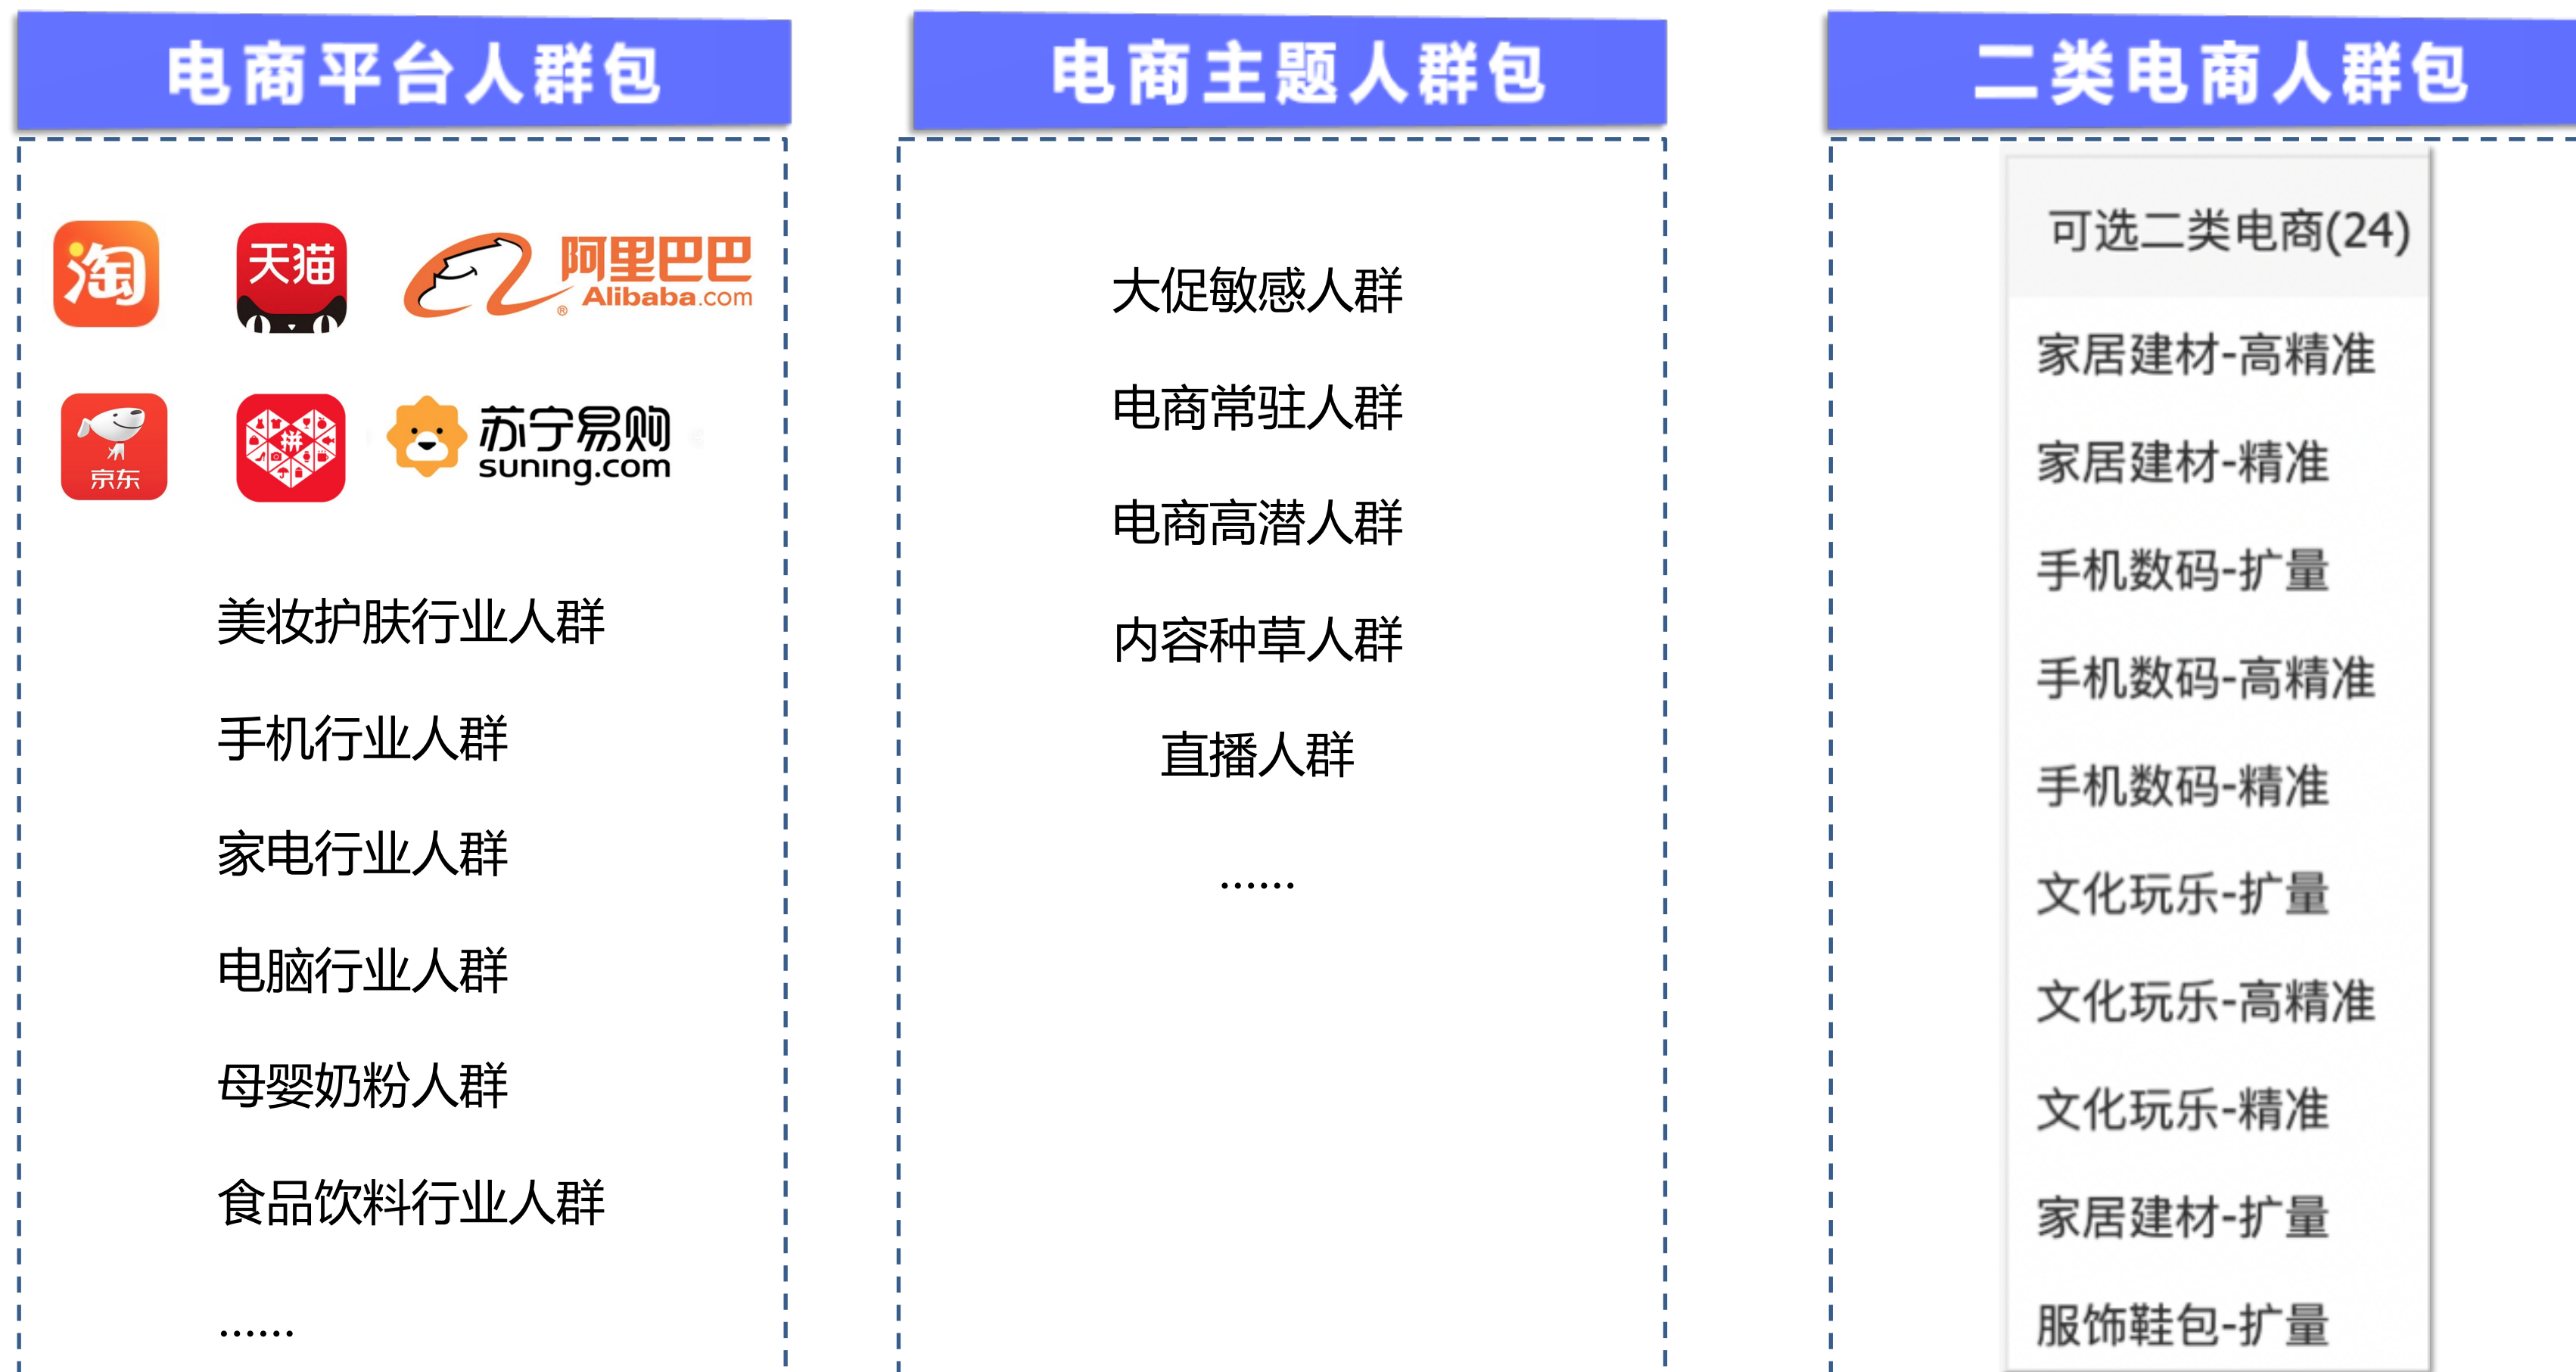 电商平台人群包
淘
天猫
阿里巴巴
Alibaba.com
京东
拼
苏宁易购
suning.com
美妆护肤行业人群
手机行业人群
家电行业人群
电脑行业人群
母婴奶粉人群
食品饮料行业人群
......
电商主题人群包
大促敏感人群
电商常驻人群
电商高潜人群
内容种草人群
直播人群
......
二类电商人群包
可选二类电商(24)
家居建材-高精准
家居建材-精准
手机数码-扩量
手机数码-高精准
手机数码-精准
文化玩乐-扩量
文化玩乐-高精准
文化玩乐-精准
家居建材-扩量
服饰鞋包-扩量